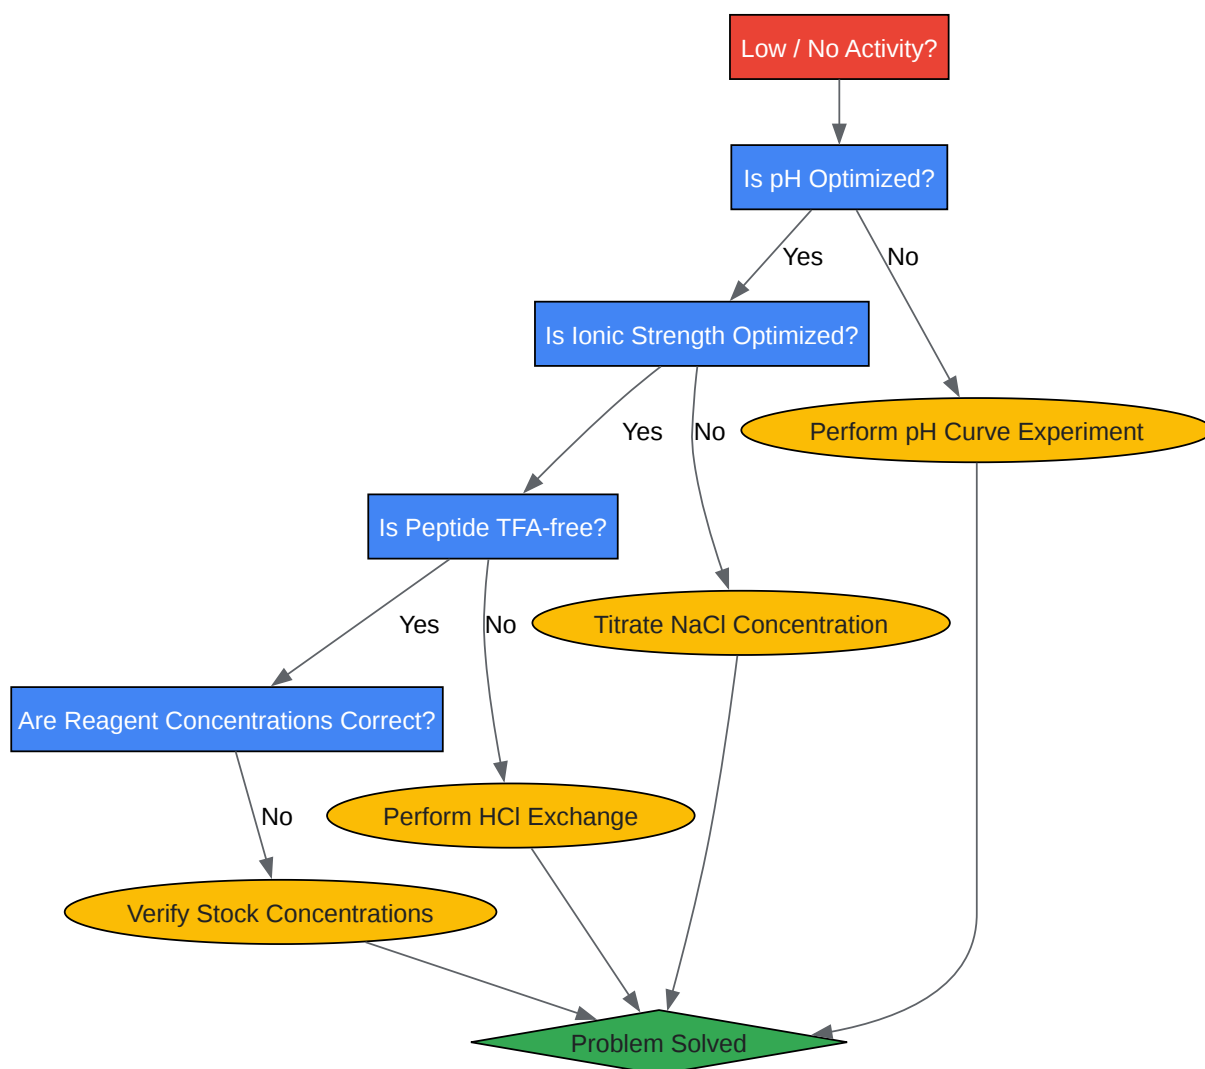 Low / No Activity?
Is pH Optimized?
Yes
No
Is Ionic Strength Optimized?
Perform pH Curve Experiment
Yes
No
Is Peptide TFA-free?
Titrate NaCl Concentration
Yes
No
Are Reagent Concentrations Correct?
Perform HCl Exchange
No
Verify Stock Concentrations
Problem Solved